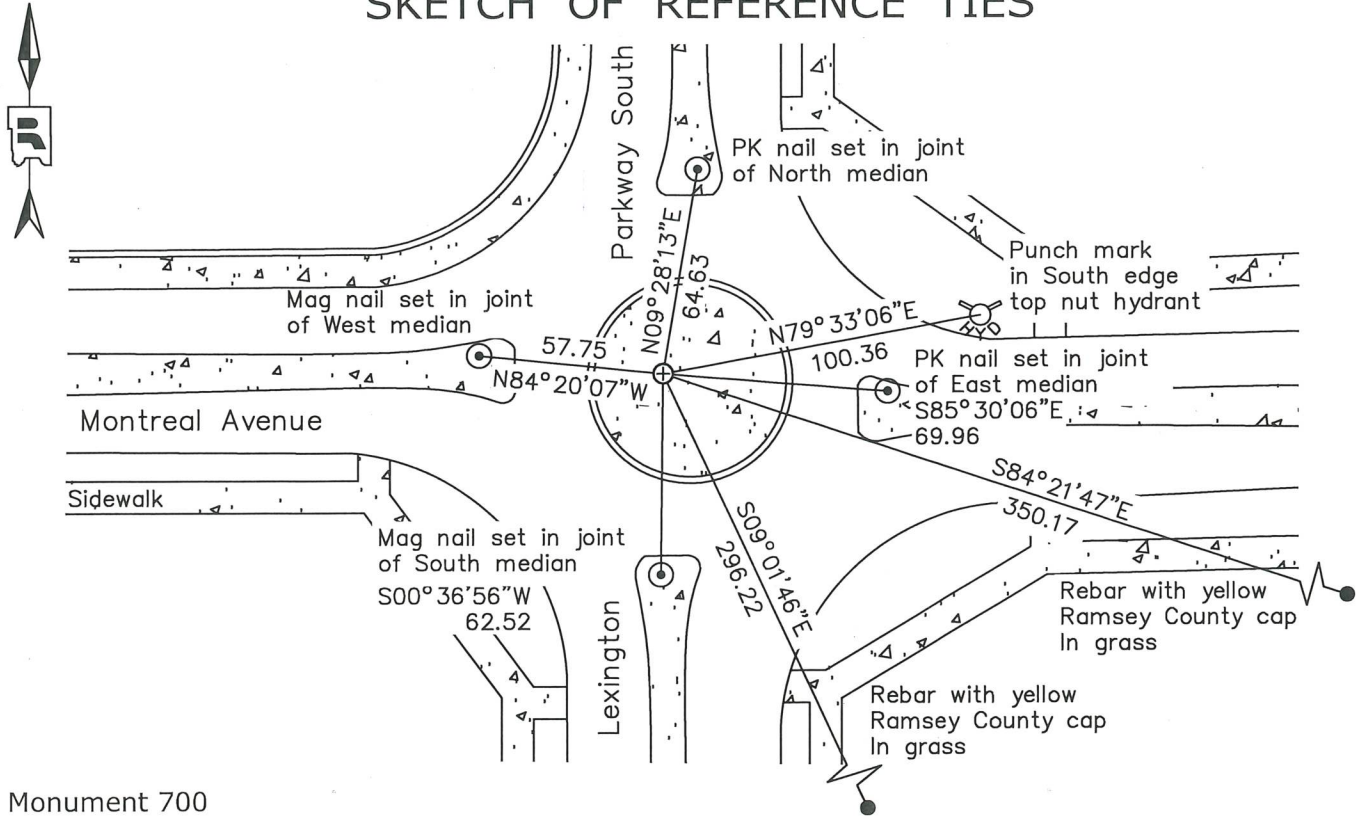 SKETCH OF REFERENCE TIES
Parkway South
PK nail set in joint
of North median
N09°28'13"E
64.63
Punch mark
in South edge
top nut hydrant
HYD
Mag nail set in joint
of West median
57.75
N84°20'07"W
N79°33'06"E
100.36
PK nail set in joint
of East median
S85°30'06"E
69.96
Montreal Avenue
Sidewalk
S84°21'47"E
350.17
Mag nail set in joint
of South median
S00°36'56"W
62.52
S09°01'46"E
296.22
Rebar with yellow
Ramsey County cap
In grass
Lexington
Rebar with yellow
Ramsey County cap
In grass
Monument 700